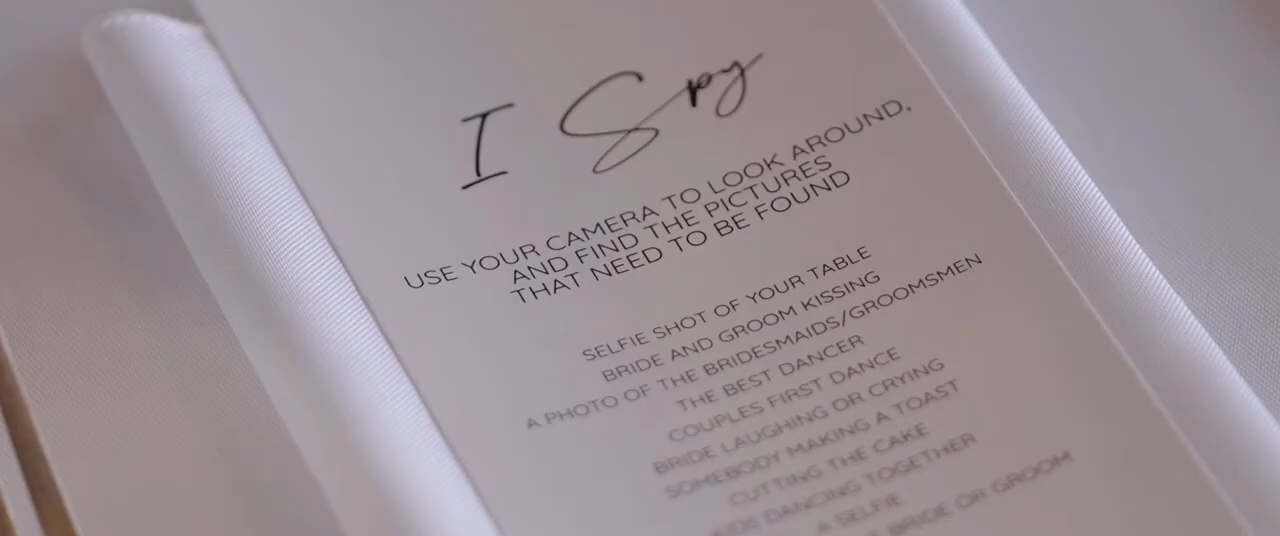 I Spy
USE YOUR CAMERA TO LOOK AROUND,
AND FIND THE PICTURES
THAT NEED TO BE FOUND
SELFIE SHOT OF YOUR TABLE
BRIDE AND GROOM KISSING
A PHOTO OF THE BRIDESMAIDS/GROOMSMEN
THE BEST DANCER
COUPLES FIRST DANCE
BRIDE LAUGHING OR CRYING
SOMEBODY MAKING A TOAST
CUTTING THE CAKE
DANCING TOGETHER
A SELFIE
BRIDE OR GROOM